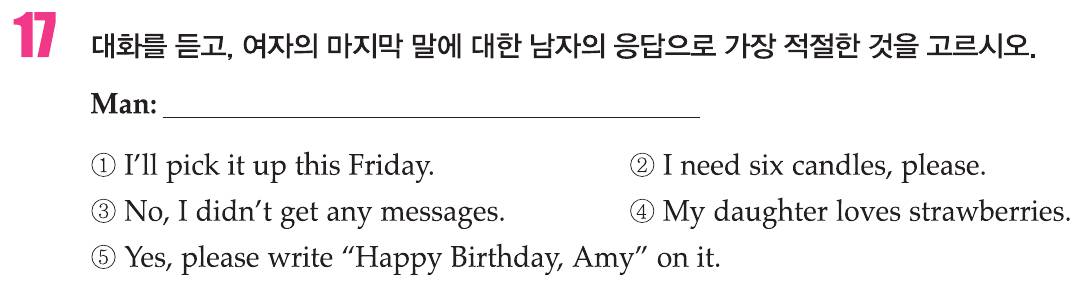 17 대화를 듣고, 여자의 마지막 말에 대한 남자의 응답으로 가장 적절한 것을 고르시오.
Man: ____________________
① I’ll pick it up this Friday. ② I need six candles, please.
③ No, I didn’t get any messages. ④ My daughter loves strawberries.
⑤ Yes, please write “Happy Birthday, Amy” on it.